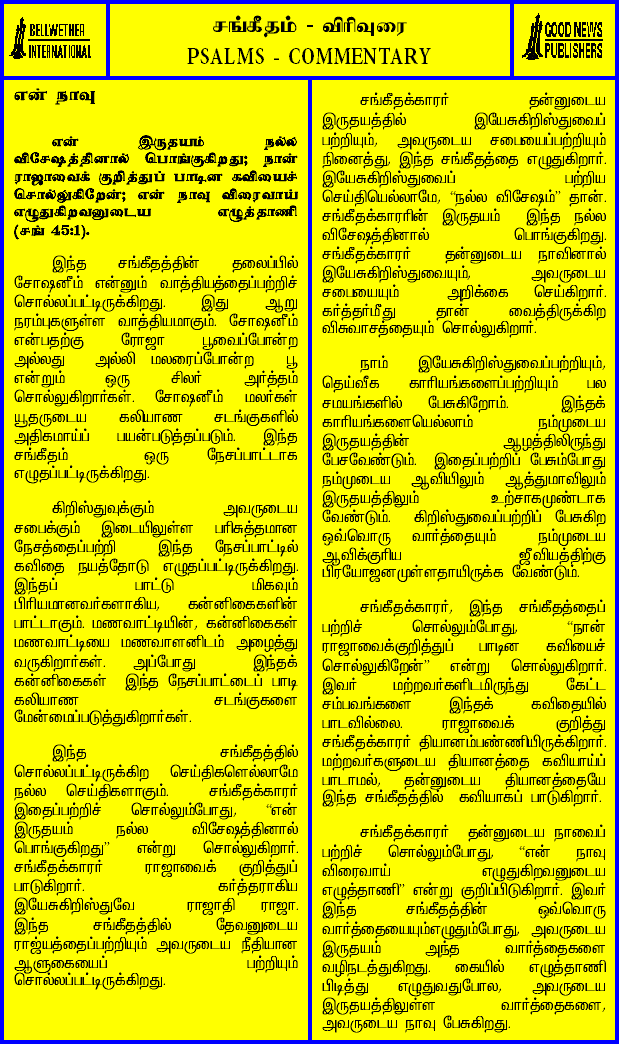 BELLWETHER
INTERNATIONAL
சங்கீதம் - விரிவுரை
PSALMS - COMMENTARY
GOOD NEWS
PUBLISHERS
என் நாவு
என் இருதயம் நல்ல
விசேஷத்தினால் பொங்குகிறது; நான்
ராஜாவைக் குறித்துப் பாடின கவியைச்
சொல்லுகிறேன்; என் நாவு விரைவாய்
எழுதுகிறவனுடைய எழுத்தாணி
(சங் 45:1).
இந்த சங்கீதத்தின் தலைப்பில்
சோஷனீம் என்னும் வாத்தியத்தைப்பற்றிச்
சொல்லப்பட்டிருக்கிறது. இது ஆறு
நரம்புகளுள்ள வாத்தியமாகும். சோஷனீம்
என்பதற்கு ரோஜா பூவைப்போன்ற
அல்லது அல்லி மலரைப்போன்ற பூ
என்றும் ஒரு சிலர் அர்த்தம்
சொல்லுகிறார்கள். சோஷனீம் மலர்கள்
யூதருடைய கலியாண சடங்குகளில்
அதிகமாய்ப் பயன்படுத்தப்படும். இந்த
சங்கீதம் ஒரு நேசப்பாட்டாக
எழுதப்பட்டிருக்கிறது.
கிறிஸ்துவுக்கும் அவருடைய
சபைக்கும் இடையிலுள்ள பரிசுத்தமான
நேசத்தைப்பற்றி இந்த நேசப்பாட்டில்
கவிதை நயத்தோடு எழுதப்பட்டிருக்கிறது.
இந்தப் பாட்டு மிகவும்
பிரியமானவர்களாகிய, கன்னிகைகளின்
பாட்டாகும். மணவாட்டியின், கன்னிகைகள்
மணவாட்டியை மணவாளனிடம் அழைத்து
வருகிறார்கள். அப்போது இந்தக்
கன்னிகைகள் இந்த நேசப்பாட்டைப் பாடி
கலியாண சடங்குகளை
மேன்மைப்படுத்துகிறார்கள்.
இந்த சங்கீதத்தில்
சொல்லப்பட்டிருக்கிற செய்திகளெல்லாமே
நல்ல செய்திகளாகும். சங்கீதக்காரர்
இதைப்பற்றிச் சொல்லும்போது, “என்
இருதயம் நல்ல விசேஷத்தினால்
பொங்குகிறது” என்று சொல்லுகிறார்.
சங்கீதக்காரர் ராஜாவைக் குறித்துப்
பாடுகிறார். கர்த்தராகிய
இயேசுகிறிஸ்துவே ராஜாதி ராஜா.
இந்த சங்கீதத்தில் தேவனுடைய
ராஜ்யத்தைப்பற்றியும் அவருடைய நீதியான
ஆளுகையைப் பற்றியும்
சொல்லப்பட்டிருக்கிறது.
சங்கீதக்காரர் தன்னுடைய
இருதயத்தில் இயேசுகிறிஸ்துவைப்
பற்றியும், அவருடைய சபையைப்பற்றியும்
நினைத்து, இந்த சங்கீதத்தை எழுதுகிறார்.
இயேசுகிறிஸ்துவைப் பற்றிய
செய்தியெல்லாமே, “நல்ல விசேஷம்” தான்.
சங்கீதக்காரரின் இருதயம் இந்த நல்ல
விசேஷத்தினால் பொங்குகிறது.
சங்கீதக்காரர் தன்னுடைய நாவினால்
இயேசுகிறிஸ்துவையும், அவருடைய
சபையையும் அறிக்கை செய்கிறார்.
கர்த்தர்மீது தான் வைத்திருக்கிற
விசுவாசத்தையும் சொல்லுகிறார்.
நாம் இயேசுகிறிஸ்துவைப்பற்றியும்,
தெய்வீக காரியங்களைப்பற்றியும் பல
சமயங்களில் பேசுகிறோம். இந்தக்
காரியங்களையெல்லாம் நம்முடைய
இருதயத்தின் ஆழத்திலிருந்து
பேசவேண்டும். இதைப்பற்றிப் பேசும்போது
நம்முடைய ஆவியிலும் ஆத்துமாவிலும்
இருதயத்திலும் உற்சாகமுண்டாக
வேண்டும். கிறிஸ்துவைப்பற்றிப் பேசுகிற
ஒவ்வொரு வார்த்தையும் நம்முடைய
ஆவிக்குரிய ஜீவியத்திற்கு
பிரயோஜனமுள்ளதாயிருக்க வேண்டும்.
சங்கீதக்காரர், இந்த சங்கீதத்தைப்
பற்றிச் சொல்லும்போது, “நான்
ராஜாவைக்குறித்துப் பாடின கவியைச்
சொல்லுகிறேன்” என்று சொல்லுகிறார்.
இவர் மற்றவர்களிடமிருந்து கேட்ட
சம்பவங்களை இந்தக் கவிதையில்
பாடவில்லை. ராஜாவைக் குறித்து
சங்கீதக்காரர் தியானம்பண்ணியிருக்கிறார்.
மற்றவர்களுடைய தியானத்தை கவியாய்ப்
பாடாமல், தன்னுடைய தியானத்தையே
இந்த சங்கீதத்தில் கவியாகப் பாடுகிறார்.
சங்கீதக்காரர் தன்னுடைய நாவைப்
பற்றிச் சொல்லும்போது, “என் நாவு
விரைவாய் எழுதுகிறவனுடைய
எழுத்தாணி” என்று குறிப்பிடுகிறார். இவர்
இந்த சங்கீதத்தின் ஒவ்வொரு
வார்த்தையையும்எழுதும்போது, அவருடைய
இருதயம் அந்த வார்த்தைகளை
வழிநடத்துகிறது. கையில் எழுத்தாணி
பிடித்து எழுதுவதுபோல, அவருடைய
இருதயத்திலுள்ள வார்த்தைகளை,
அவருடைய நாவு பேசுகிறது.